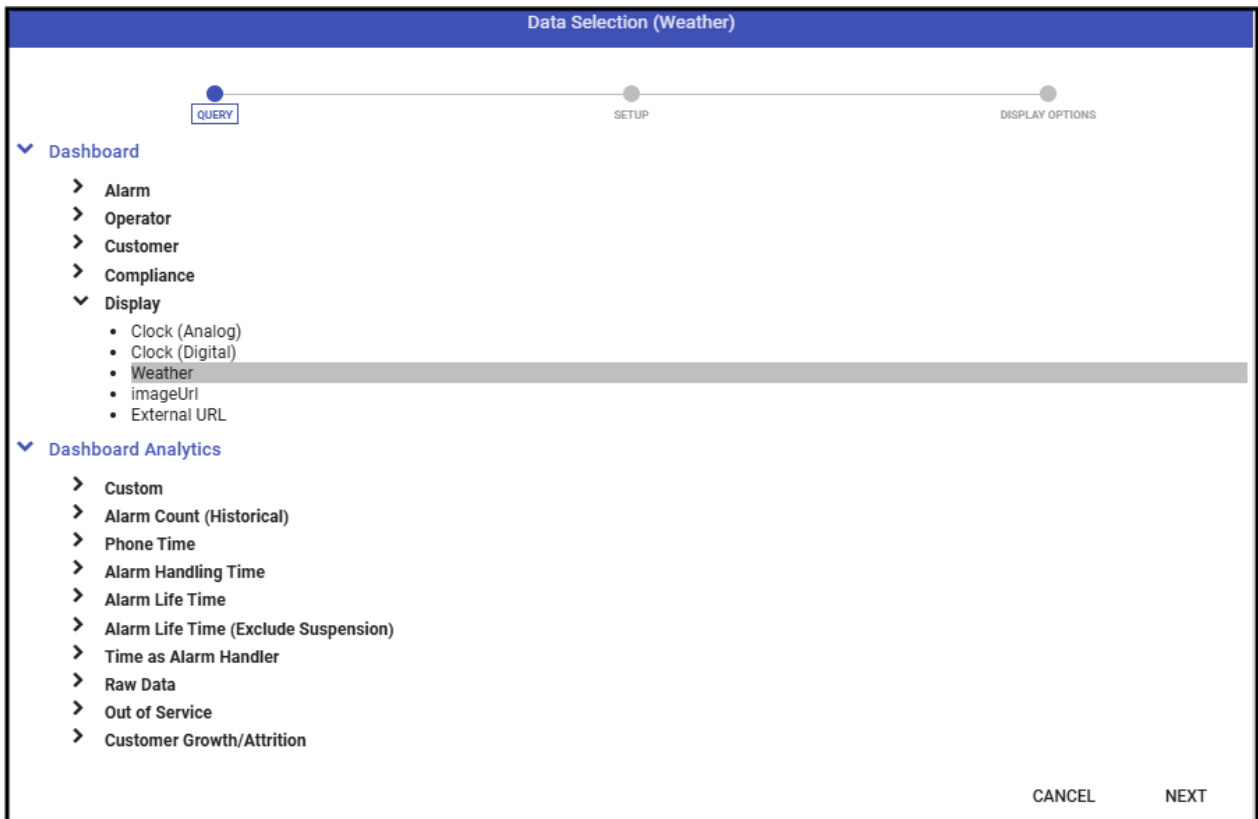 Data Selection (Weather)
QUERY SETUP DISPLAY OPTIONS
Dashboard
Alarm
Operator
Customer
Compliance
Display
Clock (Analog)
Clock (Digital)
Weather
imageUrl
External URL
Dashboard Analytics
Custom
Alarm Count (Historical)
Phone Time
Alarm Handling Time
Alarm Life Time
Alarm Life Time (Exclude Suspension)
Time as Alarm Handler
Raw Data
Out of Service
Customer Growth/Attrition
CANCEL NEXT